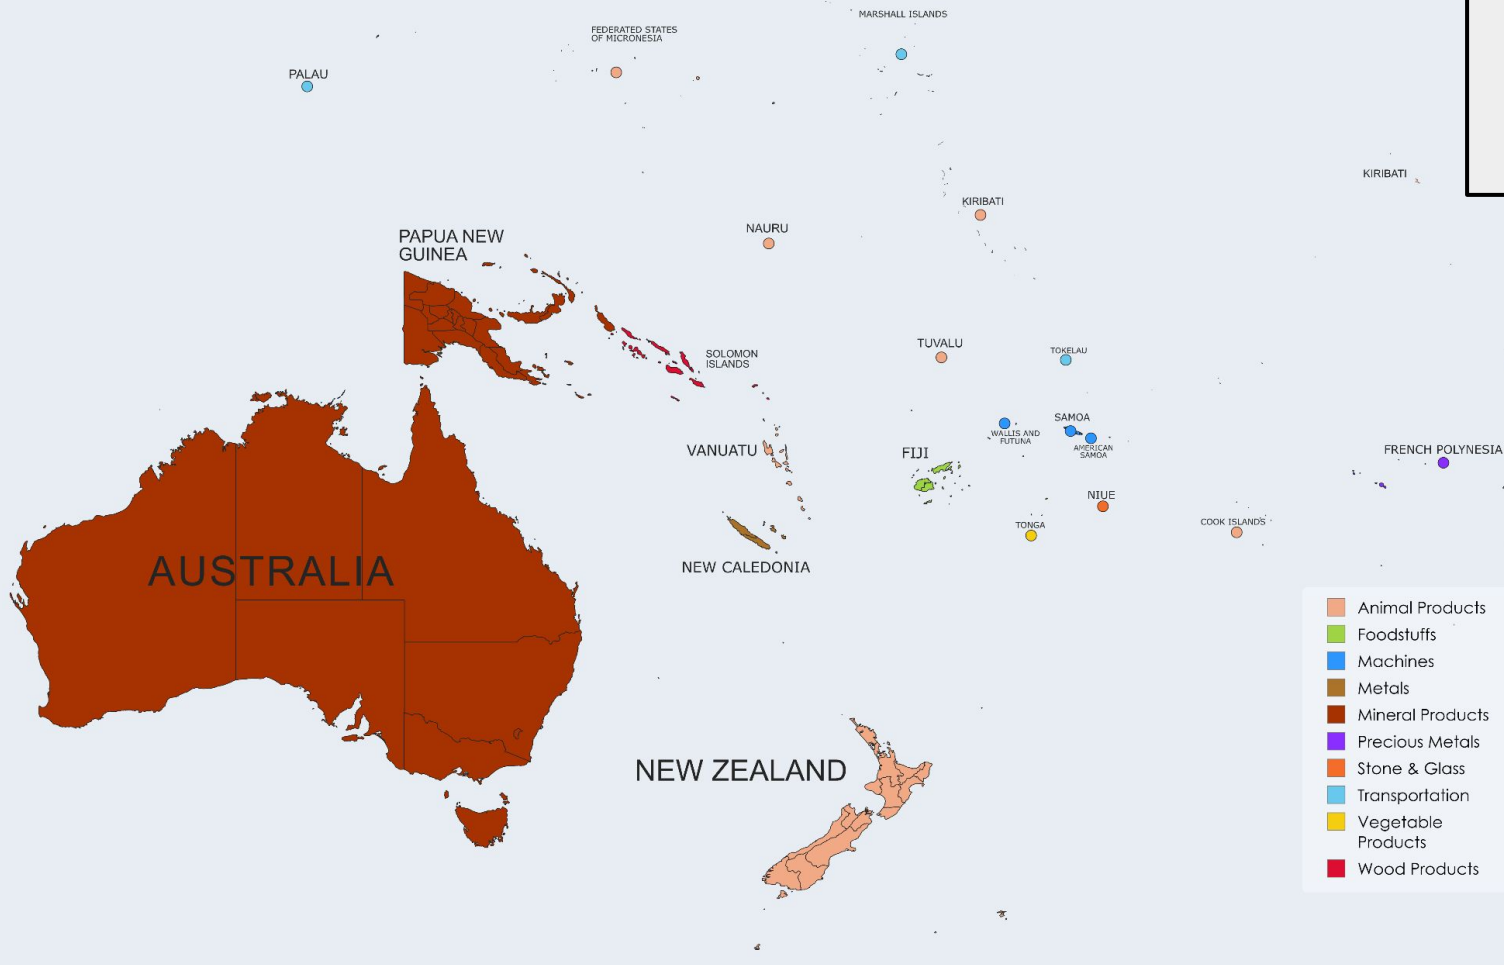 MARSHALL ISLANDS
FEDERATED STATES
OF MICRONESIA
PALAU
KIRIBATI
KIRIBATI
NAURU
PAPUA NEW
GUINEA
TUVALU
TOKELAU
SOLOMON
ISLANDS
SAMOA
WALLIS AND
FUTUNA
AMERICAN
SAMOA
VANUATU
FIJI
FRENCH POLYNESIA
NIUE
TONGA
COOK ISLANDS
NEW CALEDONIA
AUSTRALIA
NEW ZEALAND
Animal Products
Foodstuffs
Machines
Metals
Mineral Products
Precious Metals
Stone & Glass
Transportation
Vegetable
Products
Wood Products